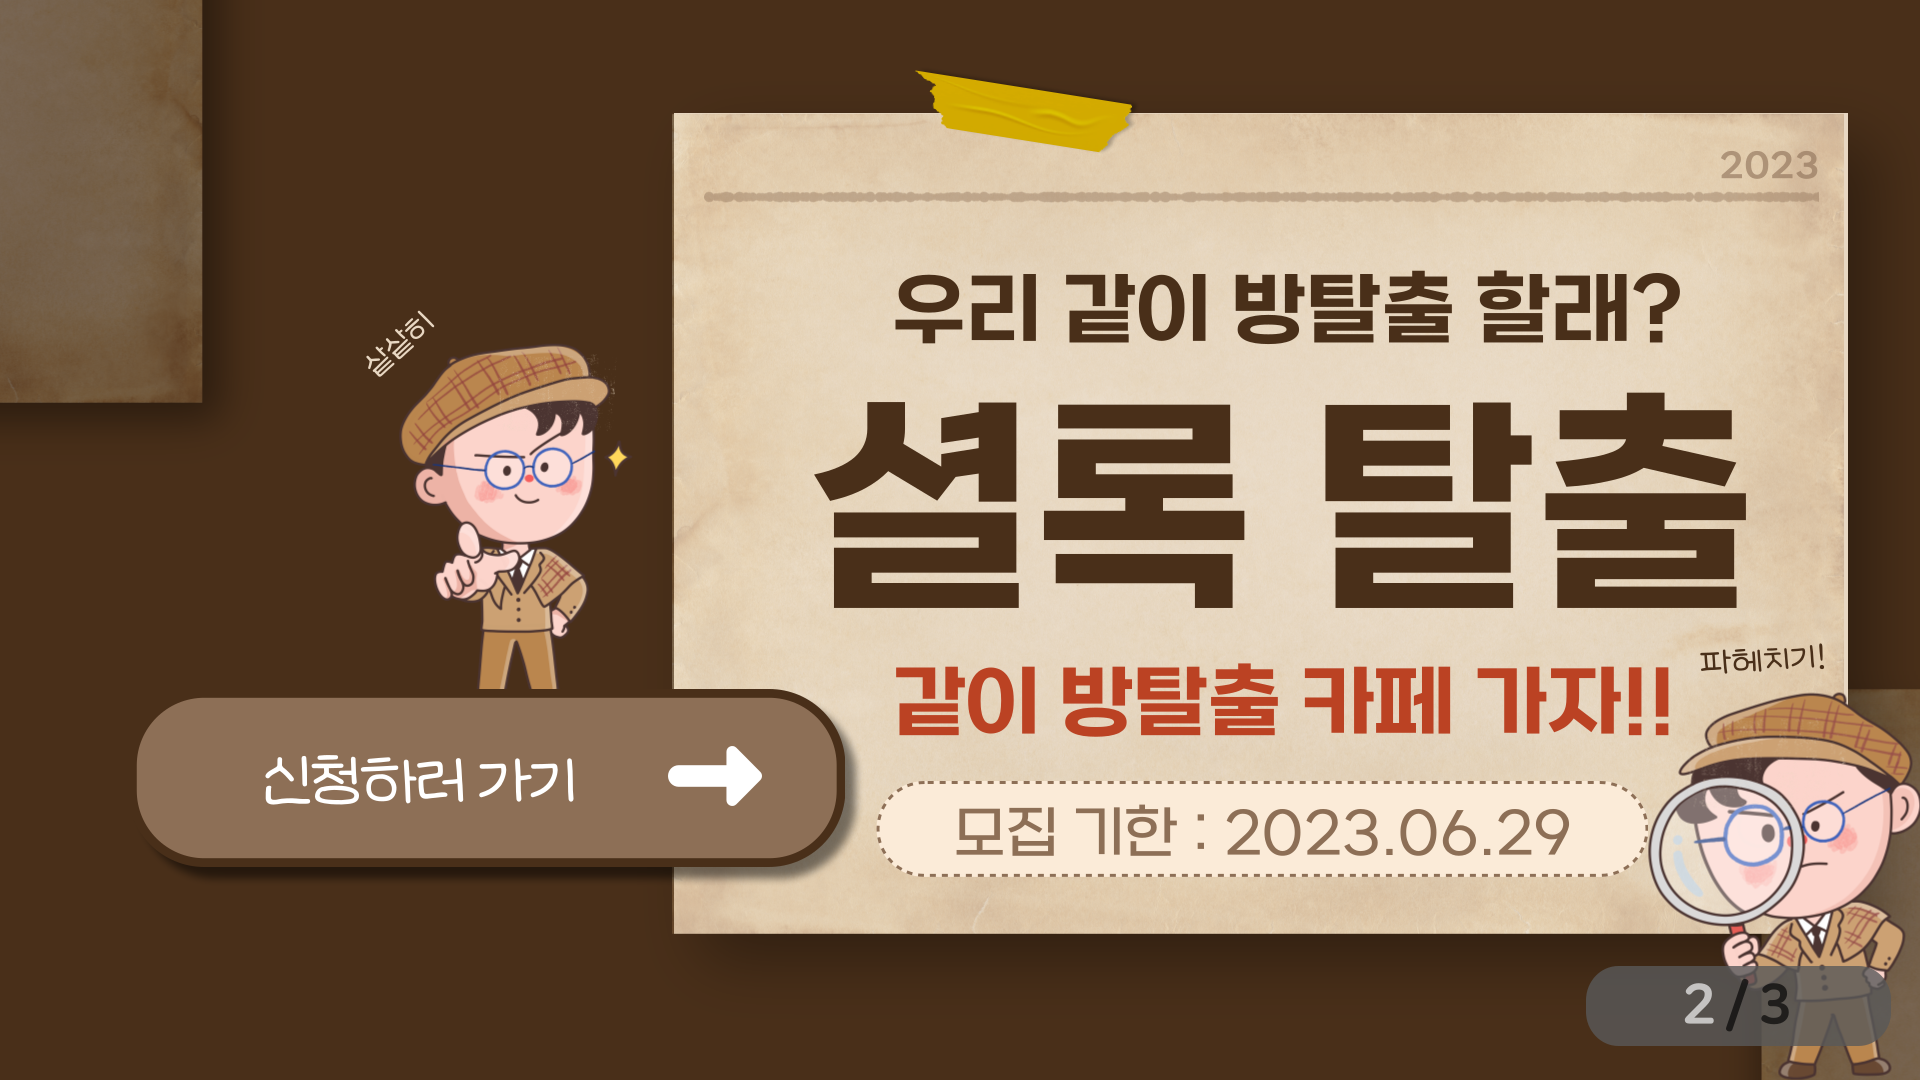 2023
우리 같이 방탈출 할래?
살살히
셜록 탈출
파헤치기!
같이 방탈출 카페 가자!!
신청하러 가기
모집 기한 : 2023.06.29
2 / 3